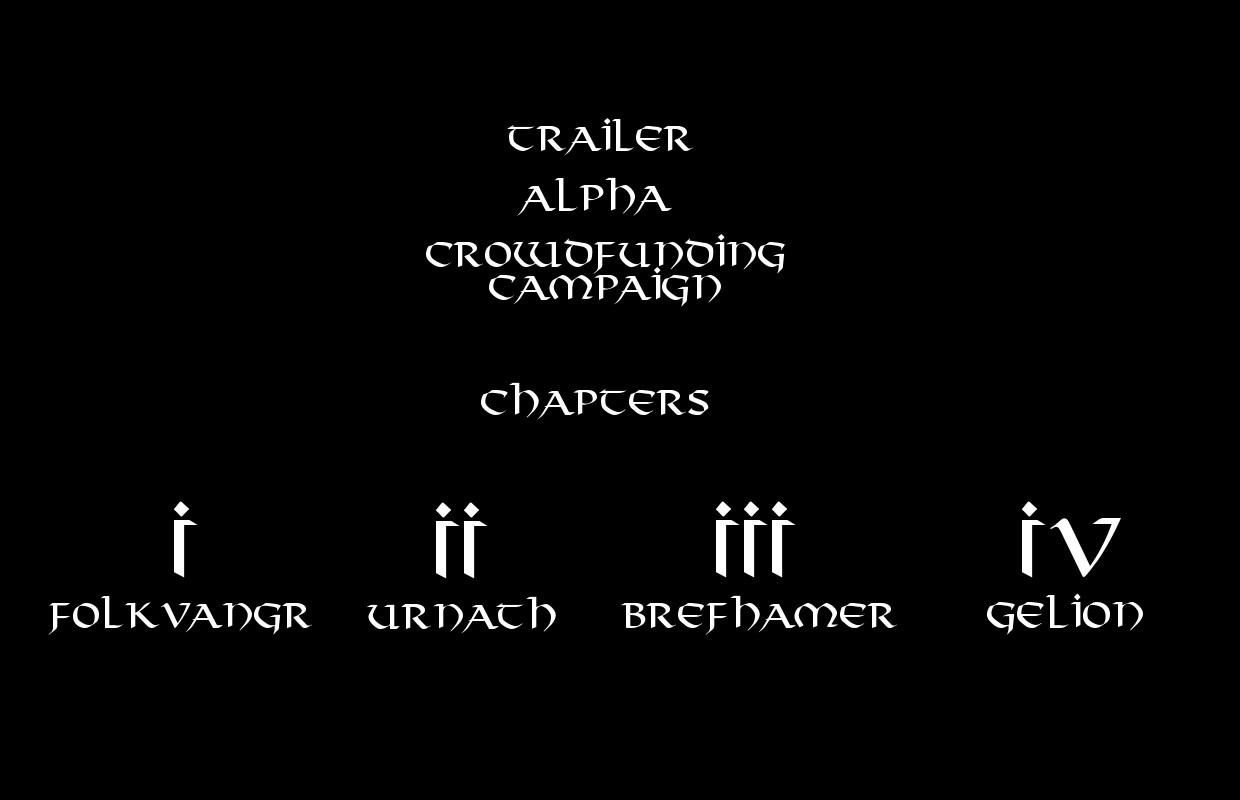 TRAILER
ALPHA
CROWDFUNDING
CAMPAIGN
CHAPTERS
i ii iii iv
FOLKVANGR URNATH BREFHAMER GELION